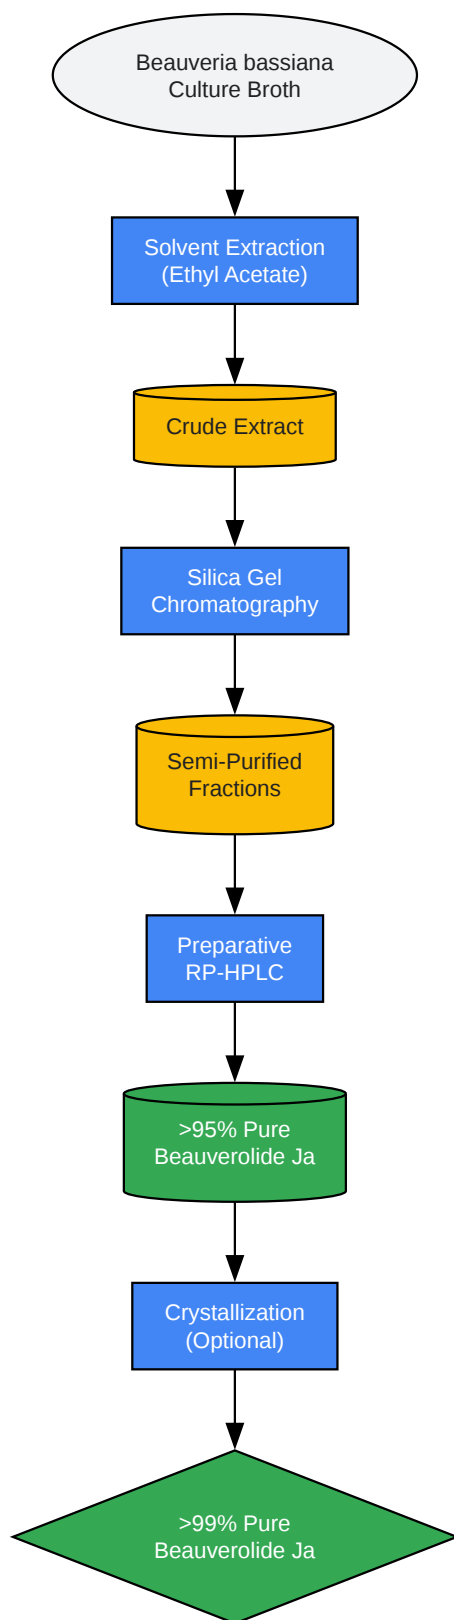 Beauveria bassiana
Culture Broth
Solvent Extraction
(Ethyl Acetate)
Crude Extract
Silica Gel
Chromatography
Semi-Purified
Fractions
Preparative
RP-HPLC
>95% Pure
Beauverolide Ja
Crystallization
(Optional)
>99% Pure
Beauverolide Ja